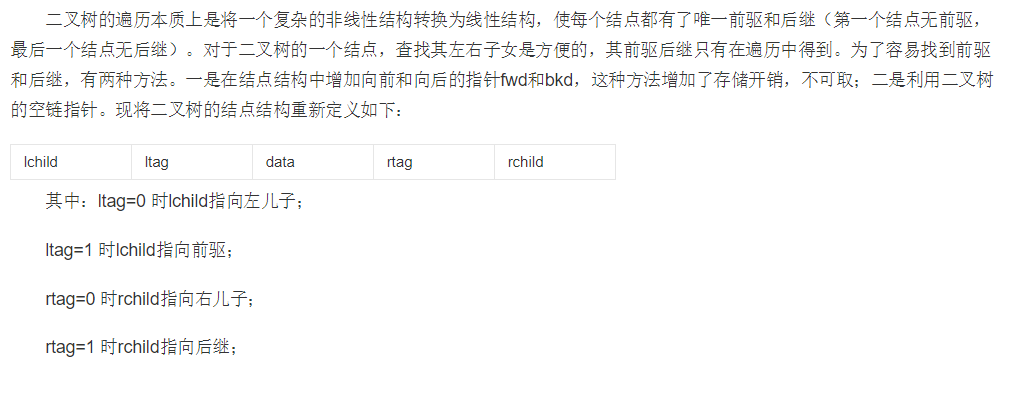 二叉树的遍历本质上是将一个复杂的非线性结构转换为线性结构，使每个结点都有了唯一前驱和后继（第一个结点无前驱，
最后一个结点无后继）。对于二叉树的一个结点，查找其左右子女是方便的，其前驱后继只有在遍历中得到。为了容易找到前驱
和后继，有两种方法。一是在结点结构中增加向前和向后的指针fwd和bkd，这种方法增加了存储开销，不可取；二是利用二叉树
的空链指针。现将二叉树的结点结构重新定义如下：
lchild ltag data rtag rchild
其中：ltag=0 时lchild指向左儿子；
ltag=1 时lchild指向前驱；
rtag=0 时rchild指向右儿子；
rtag=1 时rchild指向后继；